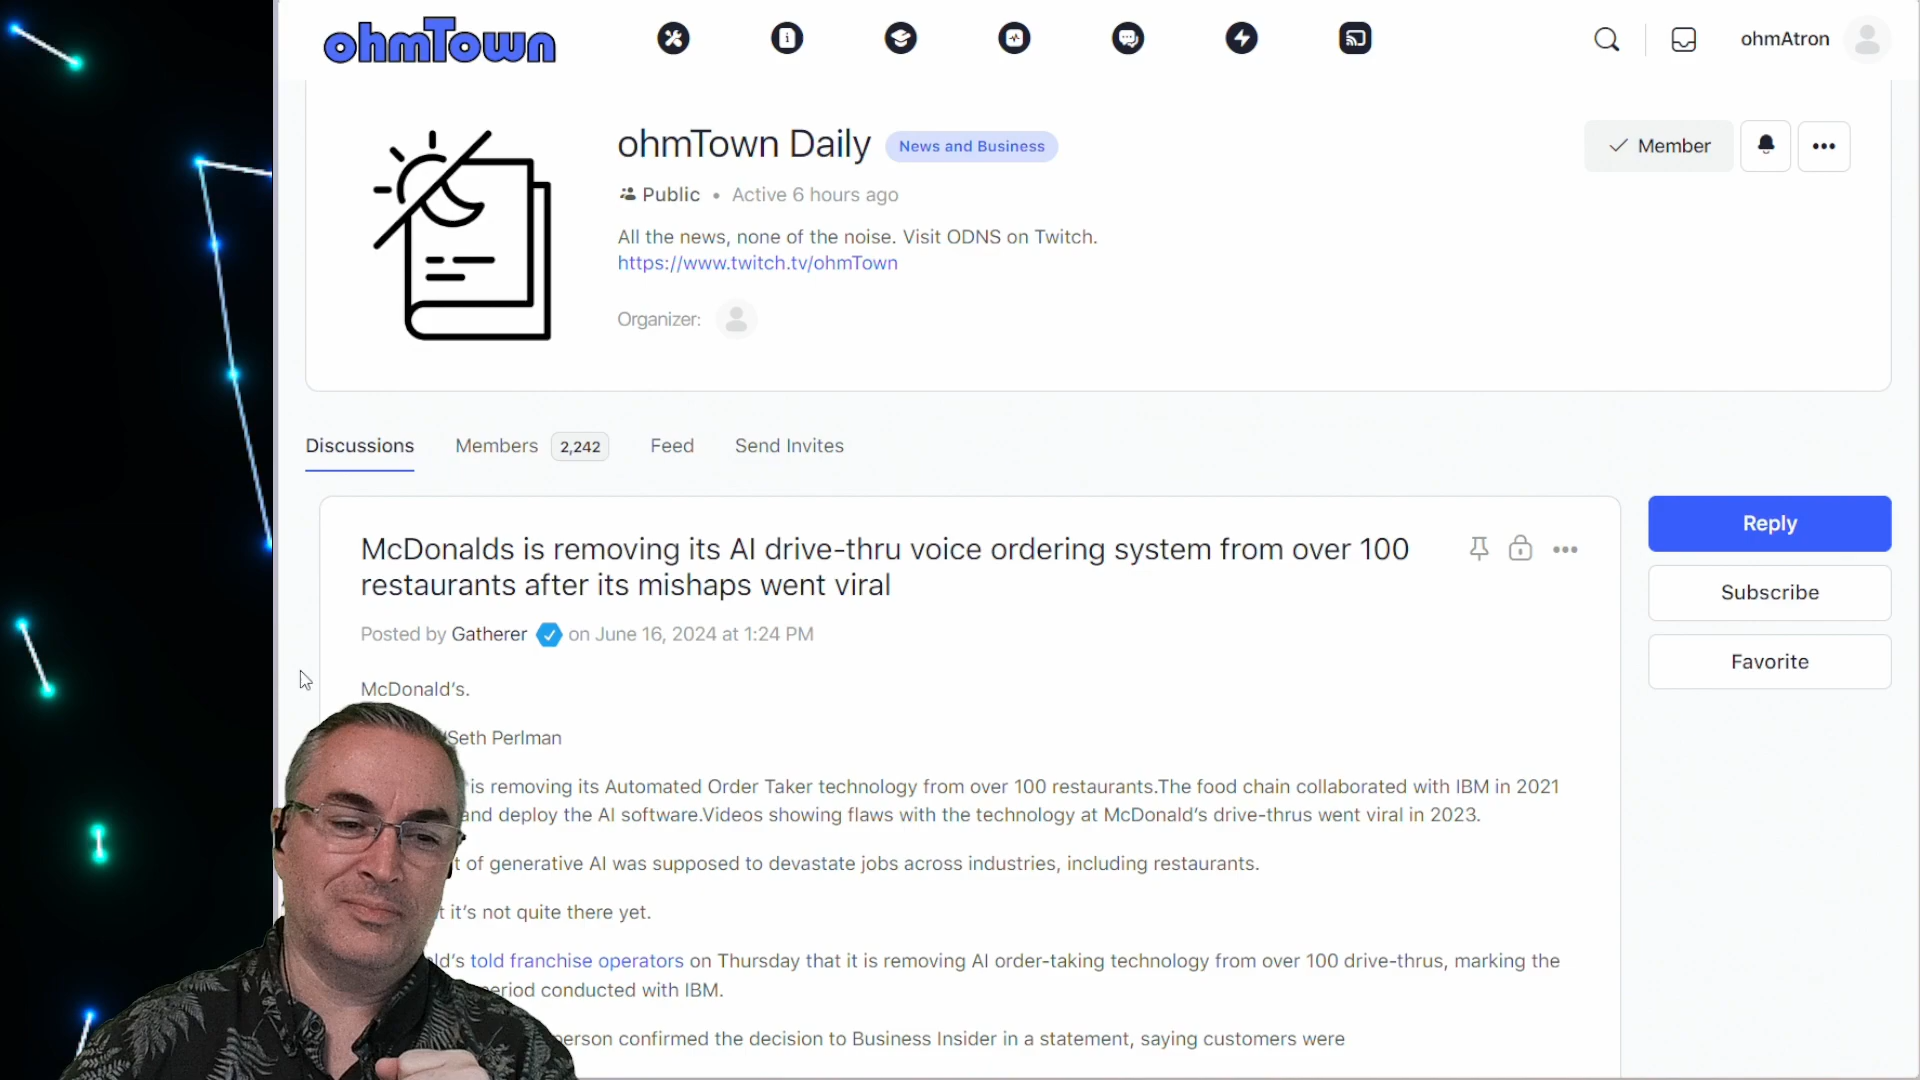 ohmTown
ohmAtron
ohmTown Daily News and Business
Member
Public • Active 6 hours ago
All the news, none of the noise. Visit ODNS on Twitch.
https://www.twitch.tv/ohmTown
Organizer:
Discussions Members 2,242 Feed Send Invites
McDonalds is removing its AI drive-thru voice ordering system from over 100
restaurants after its mishaps went viral
Reply
Subscribe
Favorite
Posted by Gatherer on June 16, 2024 at 1:24 PM
McDonald’s.
Seth Perlman
is removing its Automated Order Taker technology from over 100 restaurants.The food chain collaborated with IBM in 2021
and deploy the AI software.Videos showing flaws with the technology at McDonald’s drive-thrus went viral in 2023.
of generative AI was supposed to devastate jobs across industries, including restaurants.
it’s not quite there yet.
told franchise operators on Thursday that it is removing AI order-taking technology from over 100 drive-thrus, marking the
conducted with IBM.
confirmed the decision to Business Insider in a statement, saying customers were